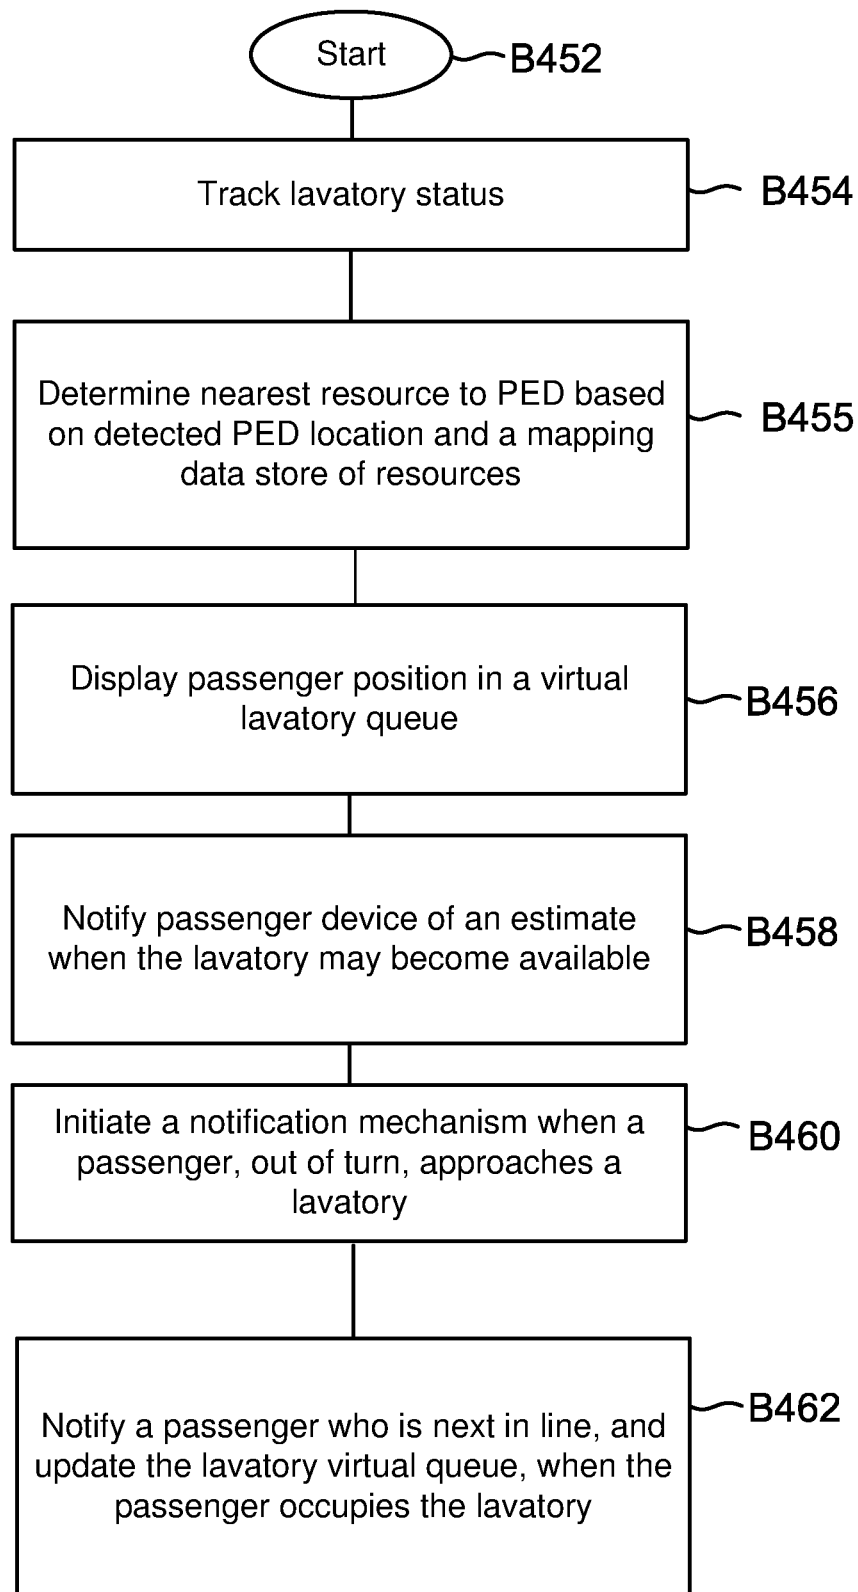 Start
B452
Track lavatory status
B454
Determine nearest resource to PED based
on detected PED location and a mapping
data store of resources
B455
Display passenger position in a virtual
lavatory queue
B456
Notify passenger device of an estimate
when the lavatory may become available
B458
Initiate a notification mechanism when a
passenger, out of turn, approaches a
lavatory
B460
Notify a passenger who is next in line, and
update the lavatory virtual queue, when the
passenger occupies the lavatory
B462